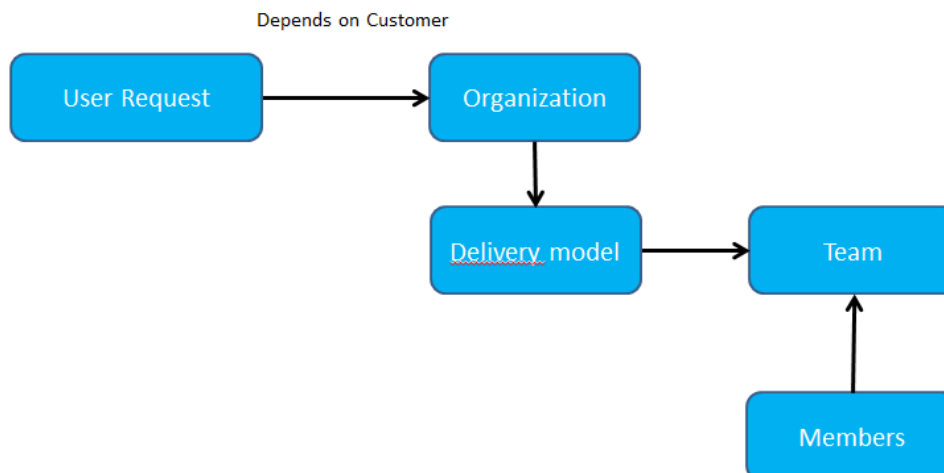 Depends on Customer
User Request
Organization
Delivery model
Team
Members